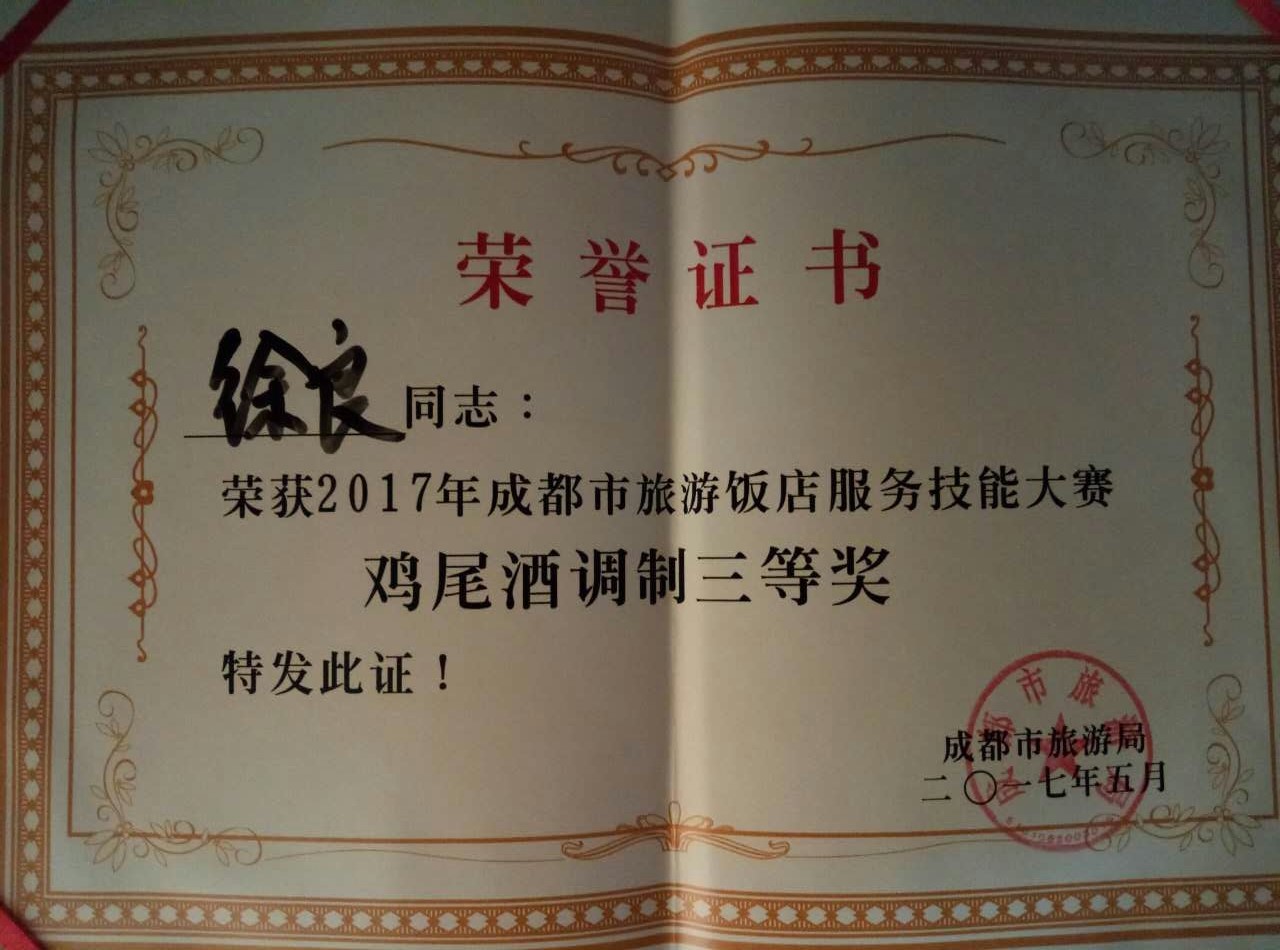 荣誉证书
徐良同志：
荣获2017年成都市旅游饭店服务技能大赛
鸡尾酒调制三等奖
特发此证！
成都市旅游局
二〇一七年五月